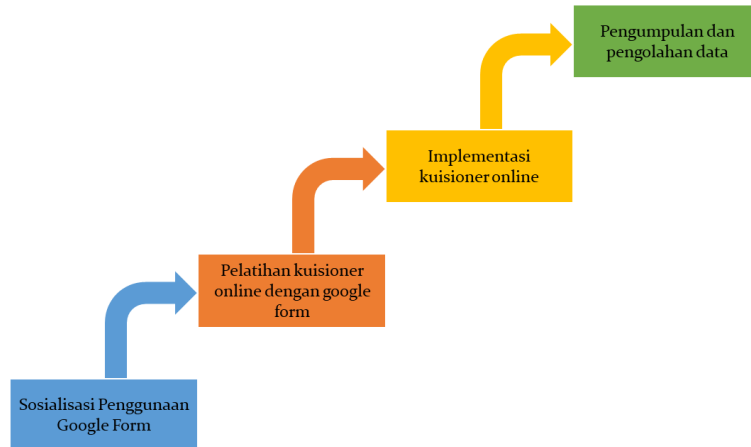 Pengumpulan dan
pengolahan data
Implementasi
kuisioner online
Pelatihan kuisioner
online dengan google
form
Sosialisasi Penggunaan
Google Form